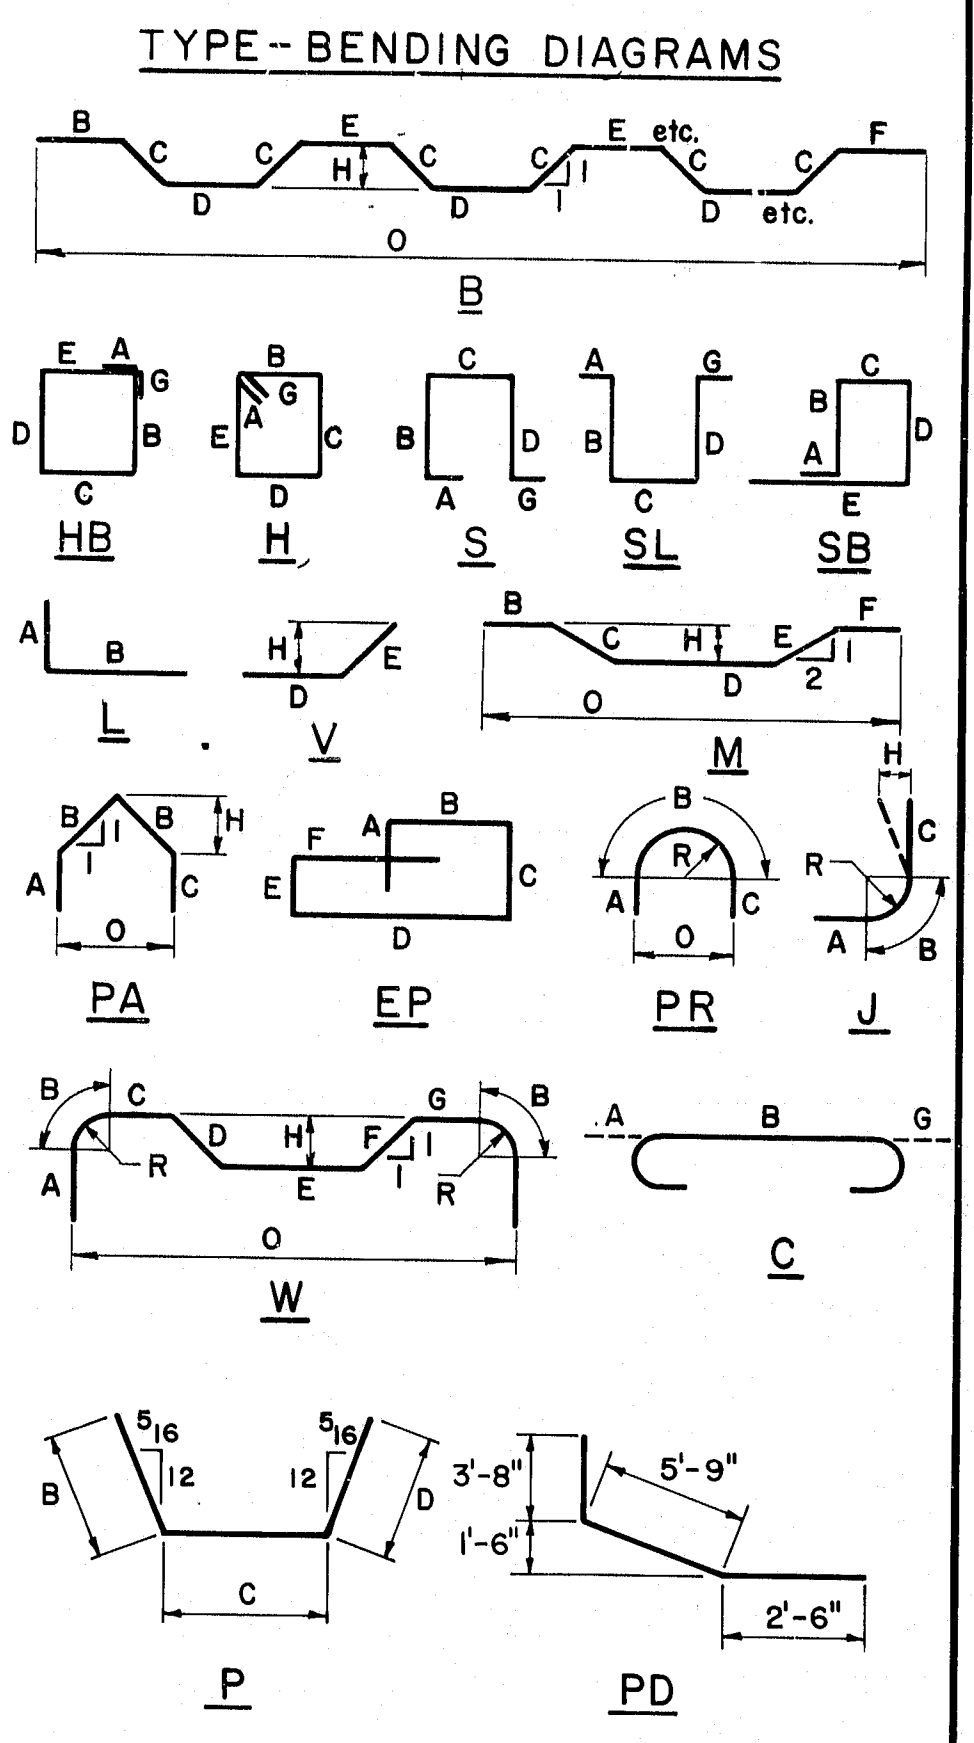 TYPE--BENDING DIAGRAMS
B C C E C C E etc. C C F
H 1
D D 1 D etc.
O
B
E A G D B C
HB
B G A E C D
H
C B D A G
S
A G B D C
SL
C B D A E
SB
A B
L
H E D
V
B C H E F 1 2 D
O
M
B B H 1 1 A C O
PA
B A F E C D
EP
B R A C O
PR
H C R A B
J
B C D H F G B 1 1 R A E R
O
W
A B G
C
5/16 5/16
12 12
B D
C
P
3'-8" 5'-9"
1'-6"
2'-6"
PD